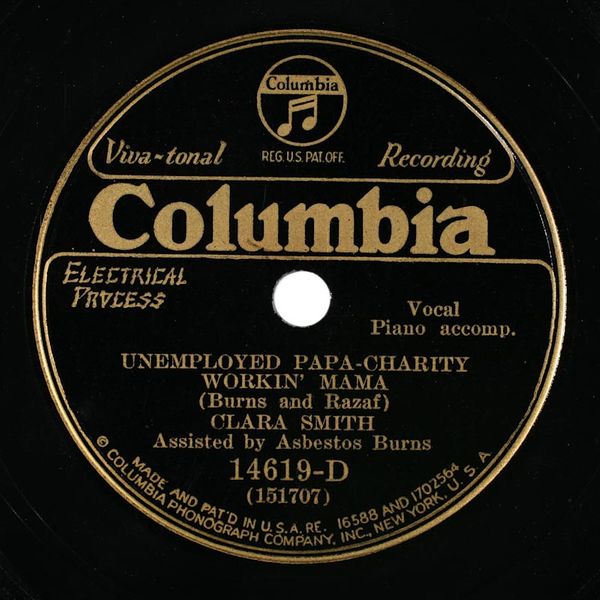 Columbia
REG. U.S. PAT. OFF.
Viva-tonal Recording
Columbia
ELECTRICAL
PROCESS
Vocal
Piano accomp.
UNEMPLOYED PAPA-CHARITY
WORKIN' MAMA
(Burns and Razaf)
CLARA SMITH
Assisted by Asbestos Burns
14619-D
(151707)
MADE AND PAT'D IN U.S.A. RE. 16588 AND 1702564
© COLUMBIA PHONOGRAPH COMPANY, INC., NEW YORK, U.S.A